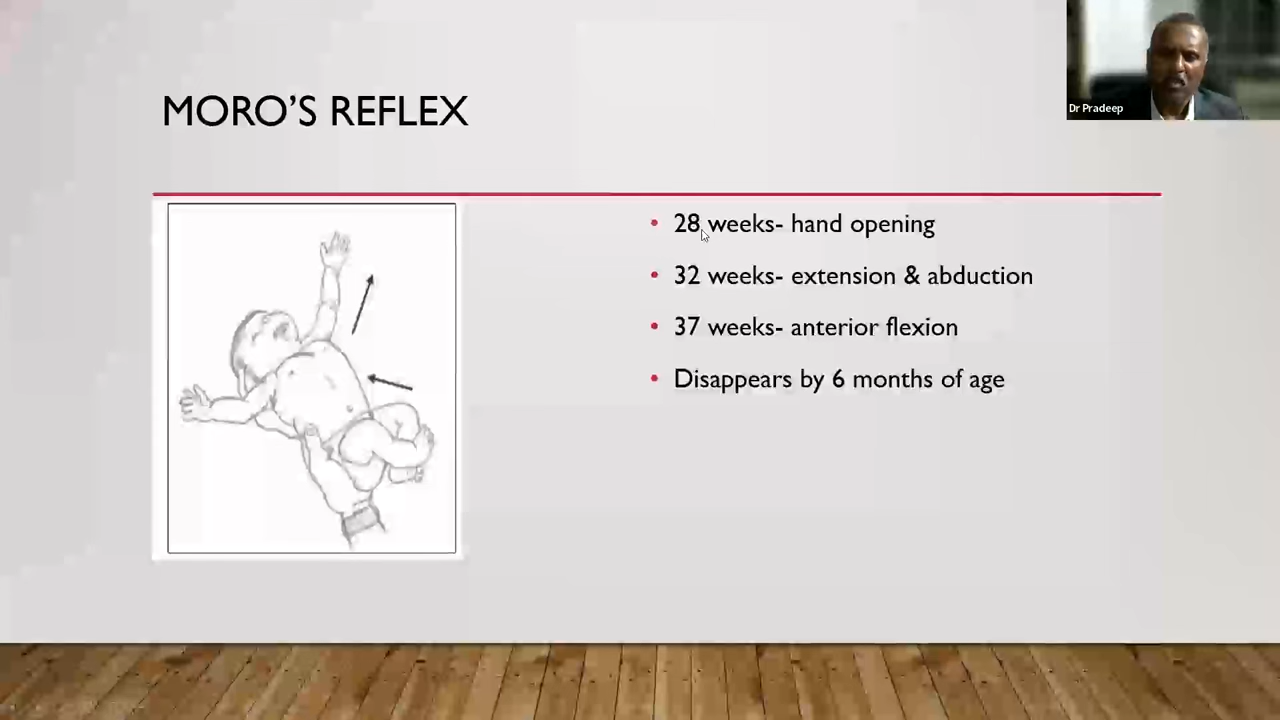 Dr Pradeep
MORO'S REFLEX
• 28 weeks- hand opening
• 32 weeks- extension & abduction
• 37 weeks- anterior flexion
• Disappears by 6 months of age